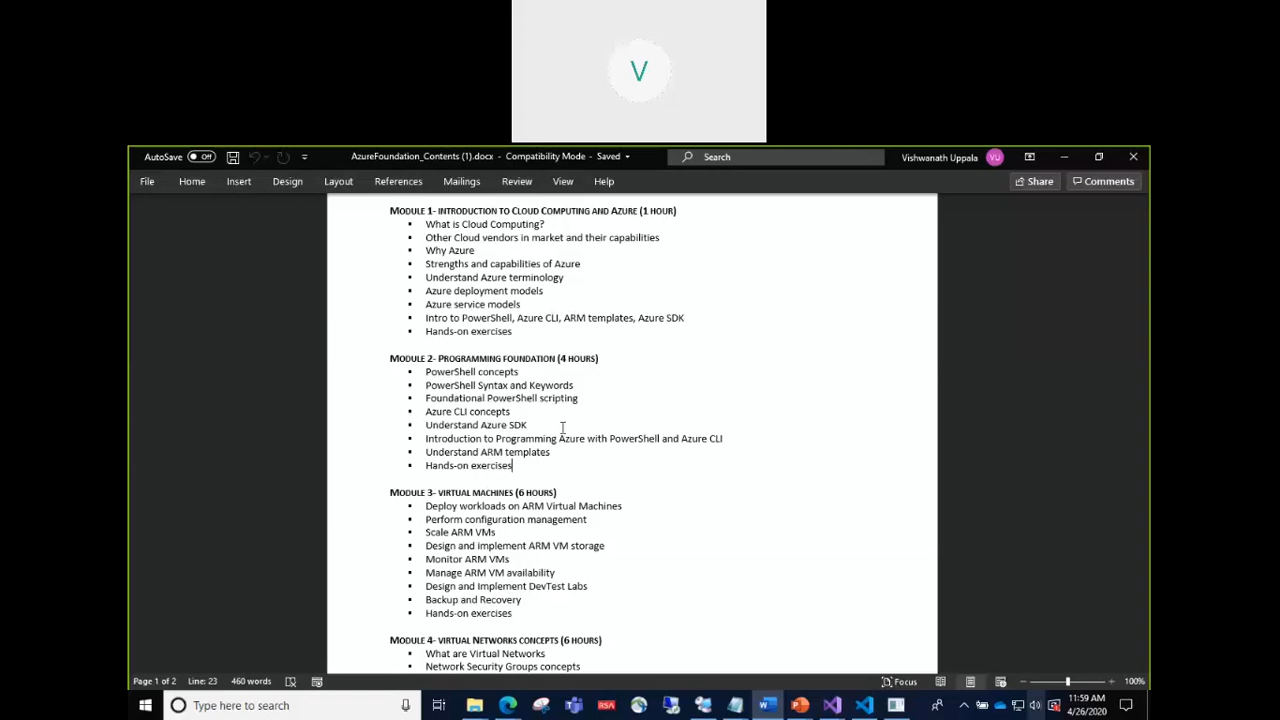 V
AutoSave Off AzureFoundation_Contents (1).docx - Compatibility Mode - Saved Search Vishwanath Uppala VU
File Home Insert Design Layout References Mailings Review View Help Share Comments
MODULE 1- INTRODUCTION TO CLOUD COMPUTING AND AZURE (1 HOUR)
▪ What is Cloud Computing?
▪ Other Cloud vendors in market and their capabilities
▪ Why Azure
▪ Strengths and capabilities of Azure
▪ Understand Azure terminology
▪ Azure deployment models
▪ Azure service models
▪ Intro to PowerShell, Azure CLI, ARM templates, Azure SDK
▪ Hands-on exercises
MODULE 2- PROGRAMMING FOUNDATION (4 HOURS)
▪ PowerShell concepts
▪ PowerShell Syntax and Keywords
▪ Foundational PowerShell scripting
▪ Azure CLI concepts
▪ Understand Azure SDK
▪ Introduction to Programming Azure with PowerShell and Azure CLI
▪ Understand ARM templates
▪ Hands-on exercises
MODULE 3- VIRTUAL MACHINES (6 HOURS)
▪ Deploy workloads on ARM Virtual Machines
▪ Perform configuration management
▪ Scale ARM VMs
▪ Design and implement ARM VM storage
▪ Monitor ARM VMs
▪ Manage ARM VM availability
▪ Design and Implement DevTest Labs
▪ Backup and Recovery
▪ Hands-on exercises
MODULE 4- VIRTUAL NETWORKS CONCEPTS (6 HOURS)
▪ What are Virtual Networks
▪ Network Security Groups concepts
Page 1 of 2 Line: 23 460 words Focus 100%
Type here to search RSA 11:59 AM
4/26/2020